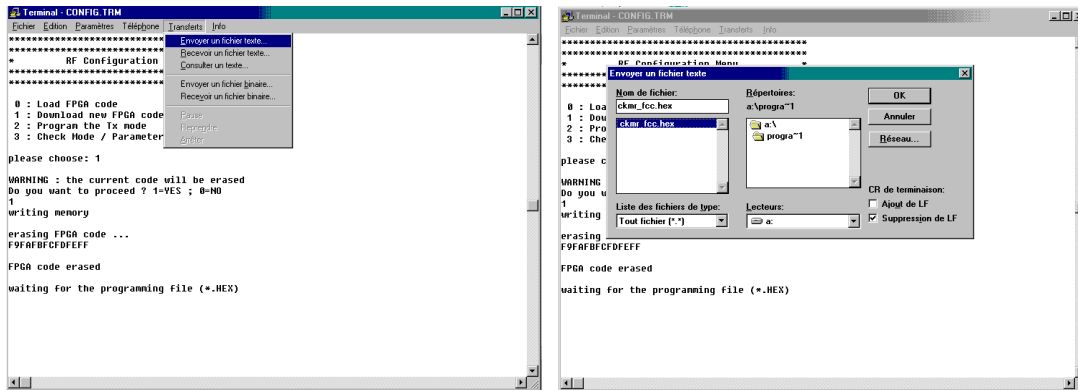 Terminal - CONFIG.TRM
Fichier Edition Paramètres Téléphone Transferts Info
****************************
****************************
* RF Configuration
****************************
****************************
Envoyer un fichier texte...
Recevoir un fichier texte...
Consulter un texte...
Envoyer un fichier binaire...
Recevoir un fichier binaire...
Pause
Reprendre
Arrêter
0 : Load FPGA code
1 : Download new FPGA code
2 : Program the Tx mode
3 : Check Mode / Parameter
please choose: 1
WARNING : the current code will be erased
Do you want to proceed ? 1=YES ; 0=NO
1
writing memory
erasing FPGA code ...
F9FAFBFCFDFEFF
FPGA code erased
waiting for the programming file (*.HEX)
Terminal - CONFIG.TRM
Fichier Edition Paramètres Téléphone Transferts Info
********************************************
********************************************
* RF Configuration Menu *
********
********
0 : Loa
1 : Dow
2 : Pro
3 : Che
please c
WARNING
Do you w
1
writing
erasing
F9FAFBFCFDFEFF
FPGA code erased
waiting for the programming file (*.HEX)
Envoyer un fichier texte
Nom de fichier:
ckmr_fcc.hex
ckmr_fcc.hex
Liste des fichiers de type:
Tout fichier (*.*)
Répertoires:
a:\progra~1
a:\
progra~1
Lecteurs:
a:
OK
Annuler
Réseau...
CR de terminaison:
Ajout de LF
Suppression de LF